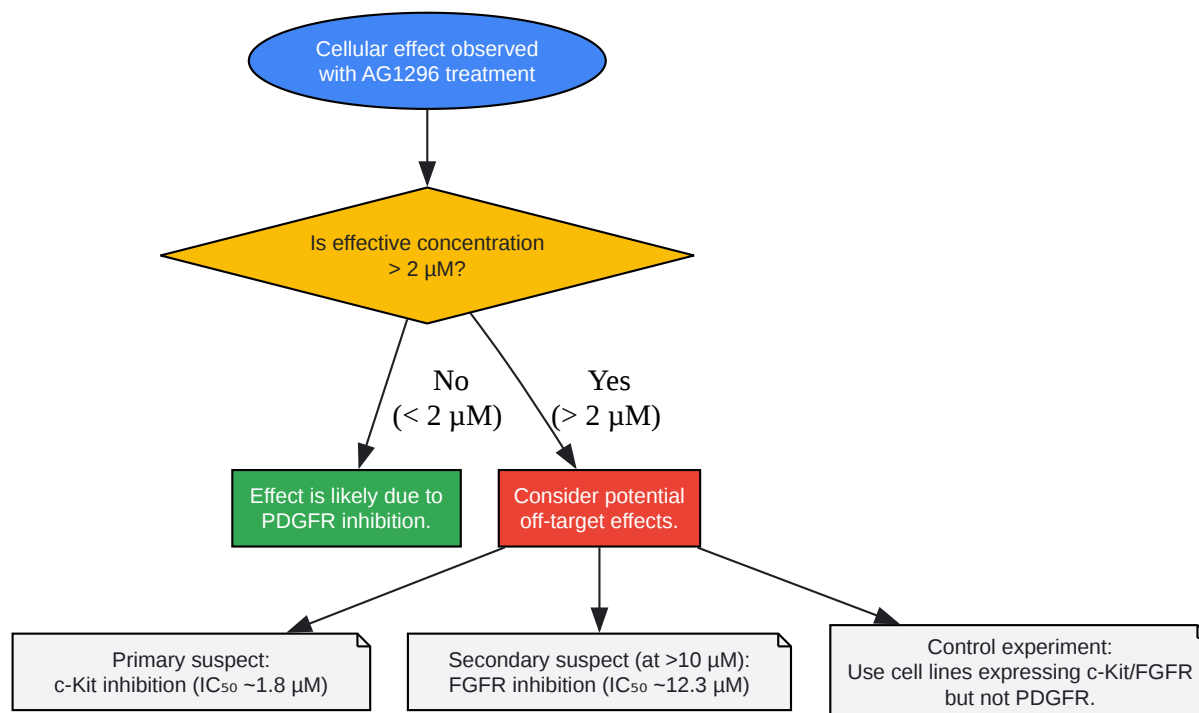 Cellular effect observed
with AG1296 treatment
Is effective concentration
> 2 µM?
No
(< 2 µM)
Yes
(> 2 µM)
Effect is likely due to
PDGFR inhibition.
Consider potential
off-target effects.
Primary suspect:
c-Kit inhibition (IC₅₀ ~1.8 µM)
Secondary suspect (at >10 µM):
FGFR inhibition (IC₅₀ ~12.3 µM)
Control experiment:
Use cell lines expressing c-Kit/FGFR
but not PDGFR.